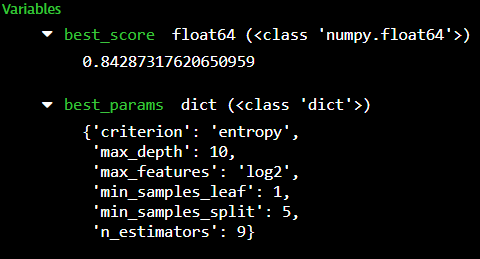 Variables
best_score float64 (<class 'numpy.float64'>)
0.84287317620650959
best_params dict (<class 'dict'>)
{'criterion': 'entropy',
'max_depth': 10,
'max_features': 'log2',
'min_samples_leaf': 1,
'min_samples_split': 5,
'n_estimators': 9}